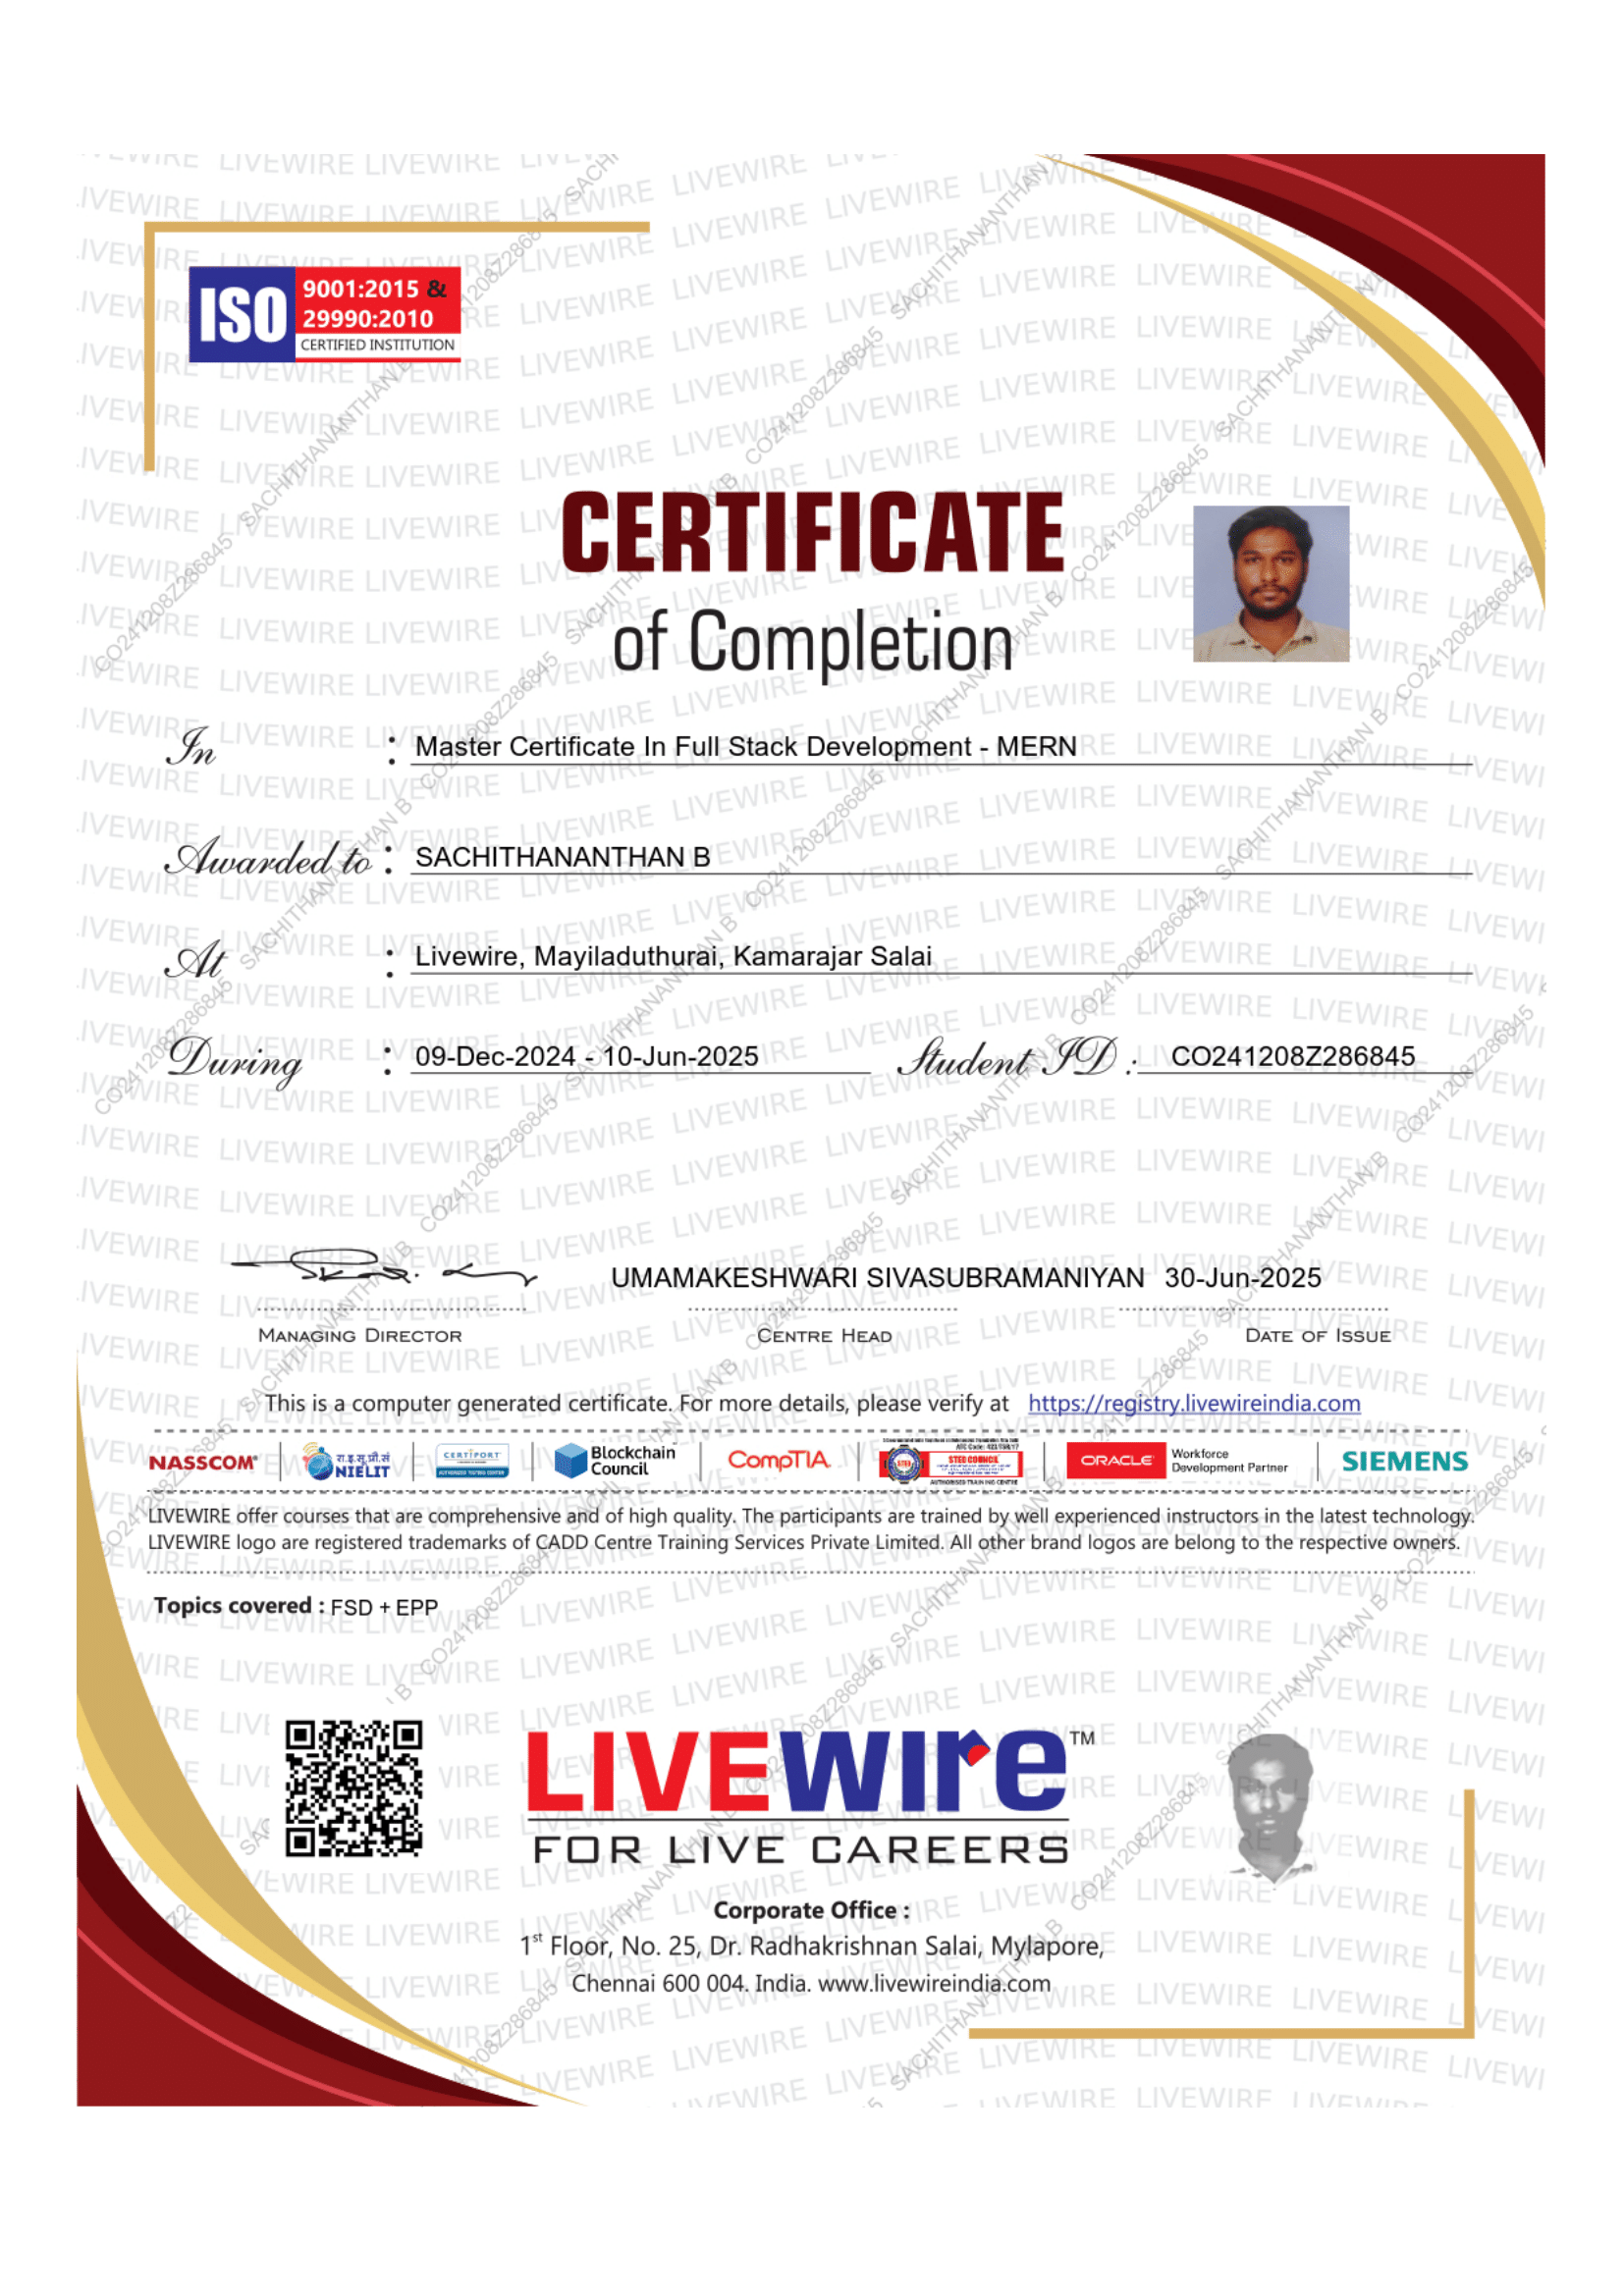 ISO 9001:2015 &
29990:2010
CERTIFIED INSTITUTION
CERTIFICATE
of Completion
In : Master Certificate In Full Stack Development - MERN
Awarded to : SACHITHANANTHAN B
At : Livewire, Mayiladuthurai, Kamarajar Salai
During : 09-Dec-2024 - 10-Jun-2025 Student ID : CO241208Z286845
UMAMAKESHWARI SIVASUBRAMANIYAN 30-Jun-2025
MANAGING DIRECTOR CENTRE HEAD DATE OF ISSUE
This is a computer generated certificate. For more details, please verify at https://registry.livewireindia.com
NASSCOM रा.इ.सू.प्रौ.सं NIELIT CERTIPORT AUTHORIZED TESTING CENTER Blockchain Council CompTIA STED COUNCIL AUTHORISED TRAINING CENTRE ORACLE Workforce Development Partner SIEMENS
LIVEWIRE offer courses that are comprehensive and of high quality. The participants are trained by well experienced instructors in the latest technology.
LIVEWIRE logo are registered trademarks of CADD Centre Training Services Private Limited. All other brand logos are belong to the respective owners.
Topics covered : FSD + EPP
LIVEWIRE™
FOR LIVE CAREERS
Corporate Office :
1st Floor, No. 25, Dr. Radhakrishnan Salai, Mylapore,
Chennai 600 004. India. www.livewireindia.com